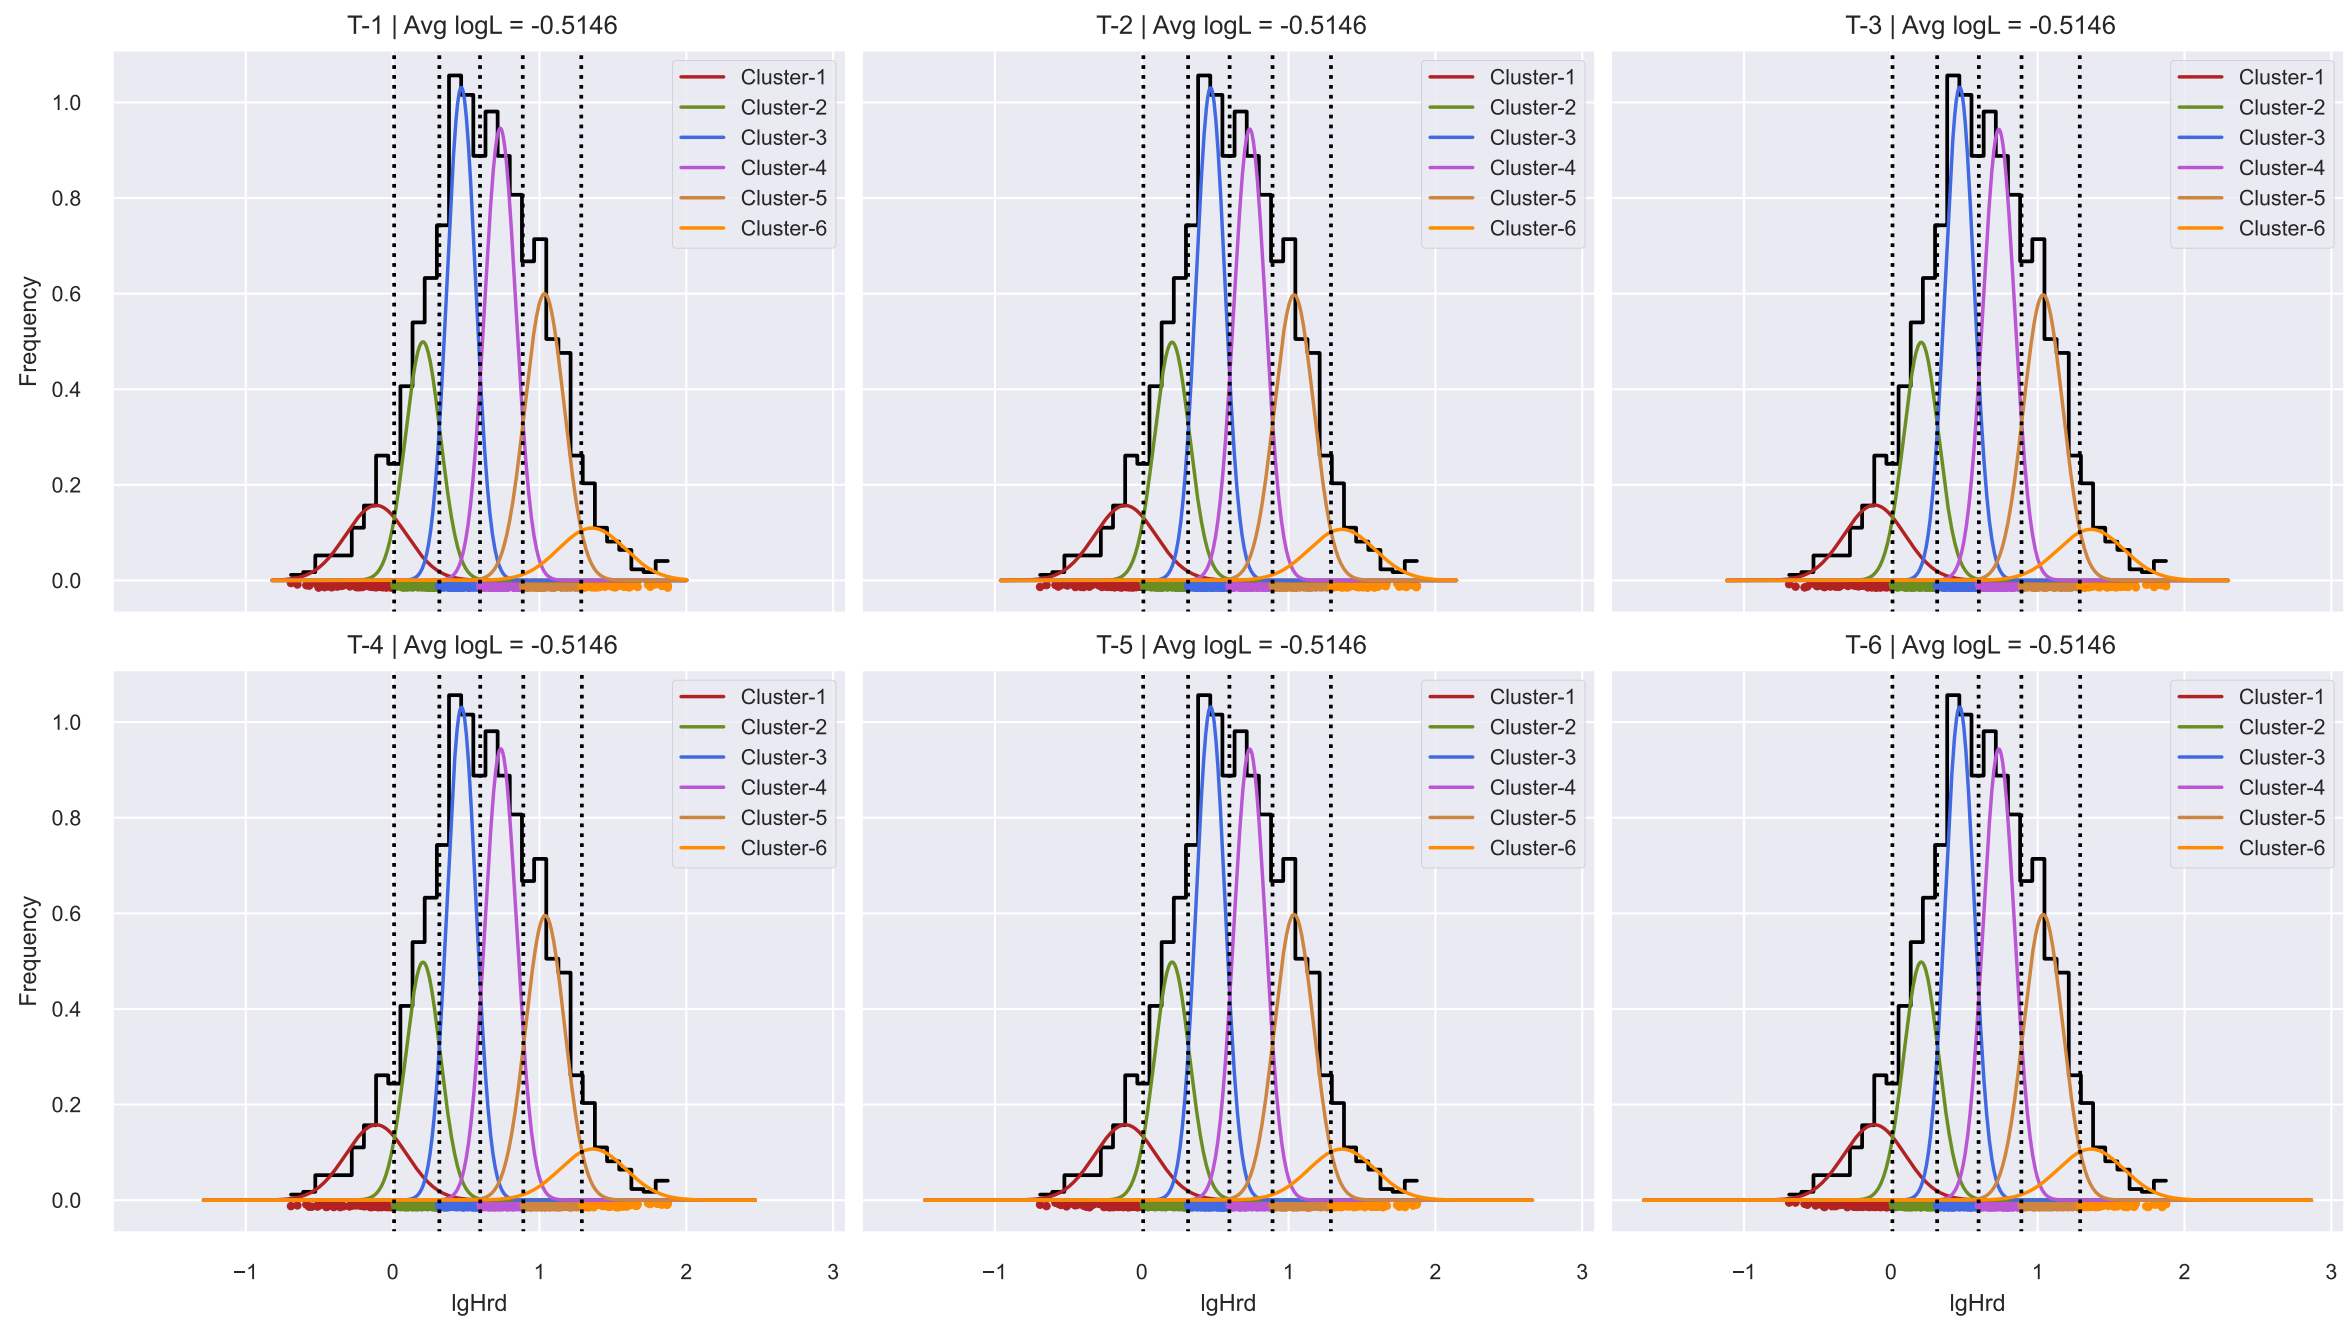 T-1 | Avg logL = -0.5146
T-2 | Avg logL = -0.5146
T-3 | Avg logL = -0.5146
Cluster-1
Cluster-2
Cluster-3
Cluster-4
Cluster-5
Cluster-6
Cluster-1
Cluster-2
Cluster-3
Cluster-4
Cluster-5
Cluster-6
Cluster-1
Cluster-2
Cluster-3
Cluster-4
Cluster-5
Cluster-6
Frequency
1.0
0.8
0.6
0.4
0.2
0.0
T-4 | Avg logL = -0.5146
T-5 | Avg logL = -0.5146
T-6 | Avg logL = -0.5146
Cluster-1
Cluster-2
Cluster-3
Cluster-4
Cluster-5
Cluster-6
Cluster-1
Cluster-2
Cluster-3
Cluster-4
Cluster-5
Cluster-6
Cluster-1
Cluster-2
Cluster-3
Cluster-4
Cluster-5
Cluster-6
Frequency
1.0
0.8
0.6
0.4
0.2
0.0
−1 0 1 2 3
−1 0 1 2 3
−1 0 1 2 3
lgHrd
lgHrd
lgHrd